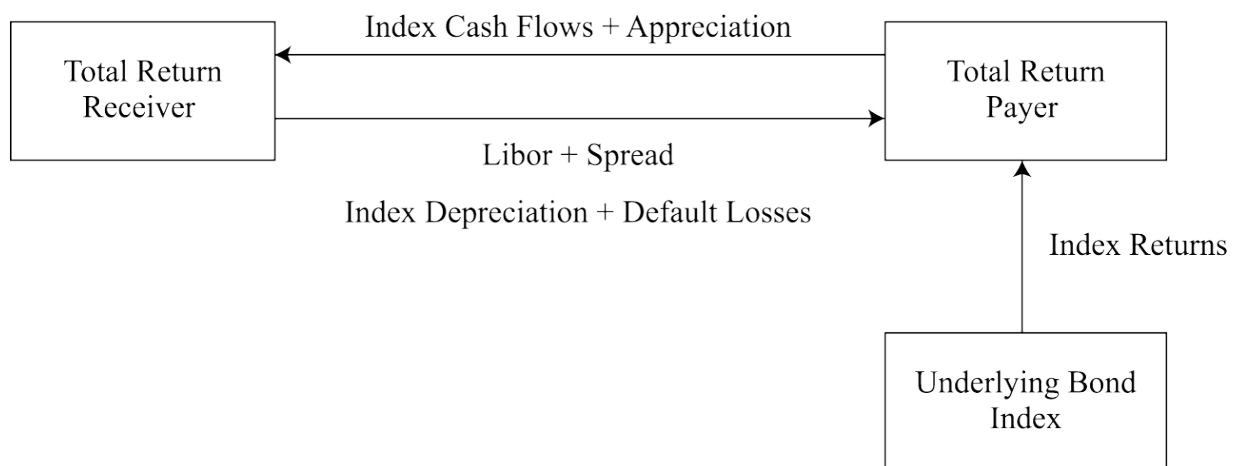 Index Cash Flows + Appreciation
Total Return
Receiver
Total Return
Payer
Libor + Spread
Index Depreciation + Default Losses
Index Returns
Underlying Bond
Index